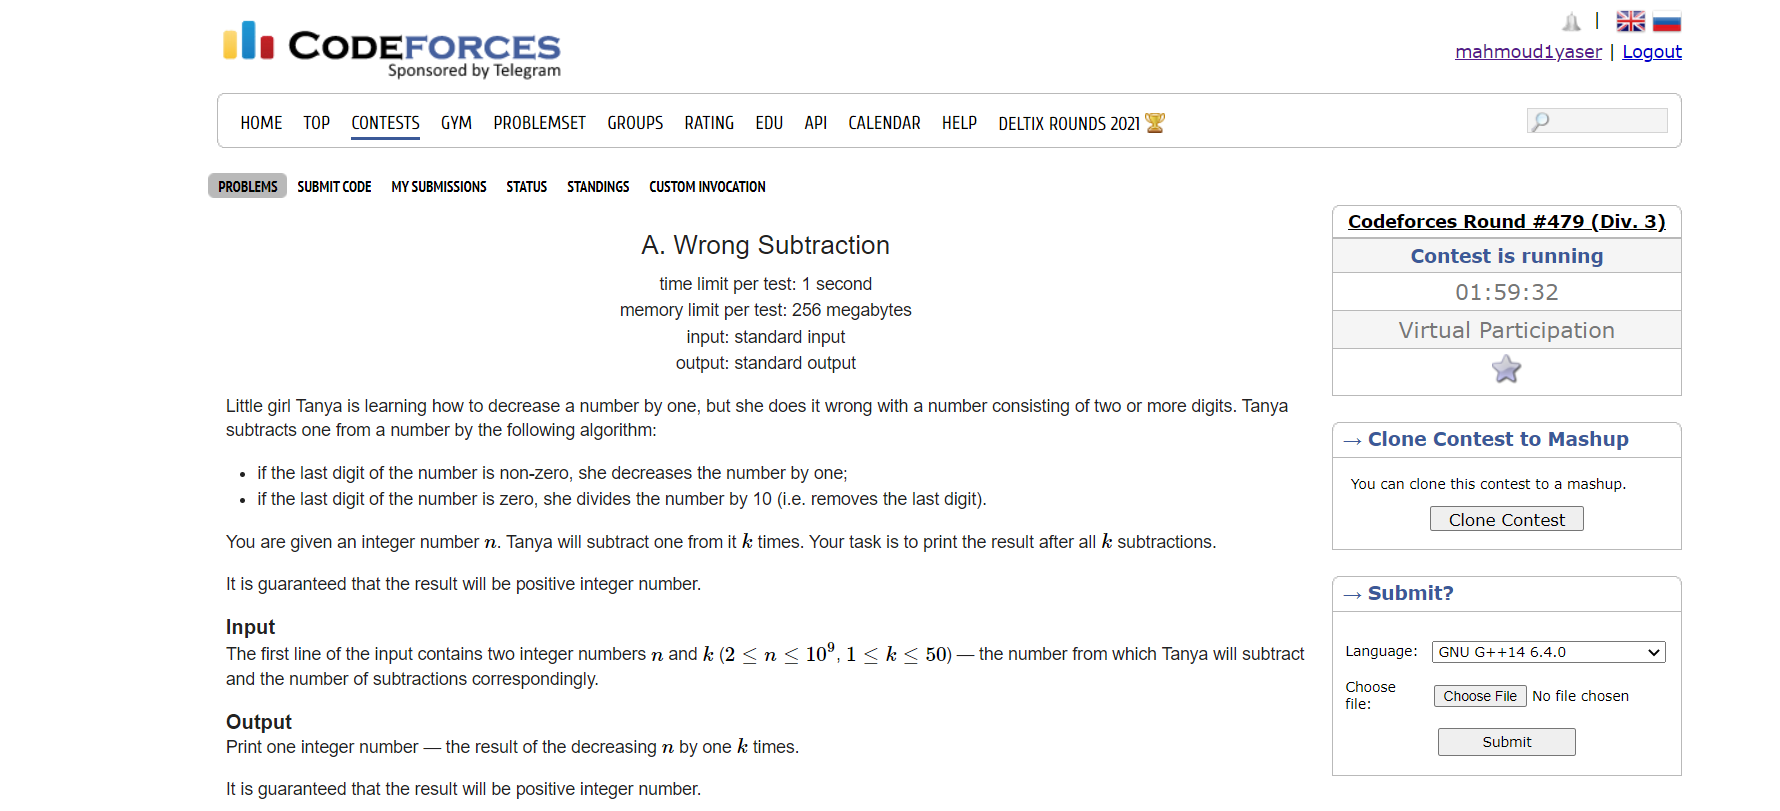 CODEFORCES
Sponsored by Telegram
|
mahmoud1yaser | Logout
HOME TOP CONTESTS GYM PROBLEMSET GROUPS RATING EDU API CALENDAR HELP DELTIX ROUNDS 2021
PROBLEMS SUBMIT CODE MY SUBMISSIONS STATUS STANDINGS CUSTOM INVOCATION
A. Wrong Subtraction
time limit per test: 1 second
memory limit per test: 256 megabytes
input: standard input
output: standard output
Little girl Tanya is learning how to decrease a number by one, but she does it wrong with a number consisting of two or more digits. Tanya
subtracts one from a number by the following algorithm:
• if the last digit of the number is non-zero, she decreases the number by one;
• if the last digit of the number is zero, she divides the number by 10 (i.e. removes the last digit).
You are given an integer number n. Tanya will subtract one from it k times. Your task is to print the result after all k subtractions.
It is guaranteed that the result will be positive integer number.
Input
The first line of the input contains two integer numbers n and k (2 ≤ n ≤ 10⁹, 1 ≤ k ≤ 50) — the number from which Tanya will subtract
and the number of subtractions correspondingly.
Output
Print one integer number — the result of the decreasing n by one k times.
It is guaranteed that the result will be positive integer number.
Codeforces Round #479 (Div. 3)
Contest is running
01:59:32
Virtual Participation
→ Clone Contest to Mashup
You can clone this contest to a mashup.
Clone Contest
→ Submit?
Language: GNU G++14 6.4.0
Choose
file: Choose File No file chosen
Submit